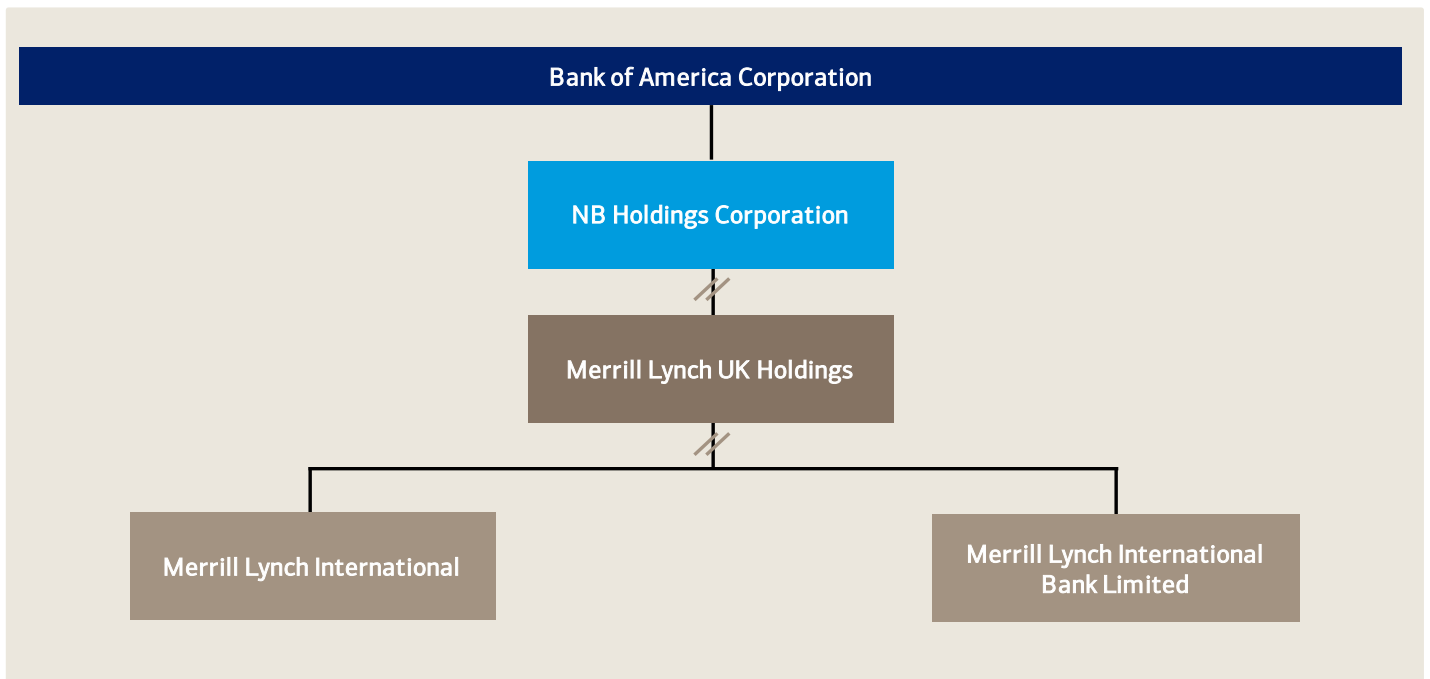 Bank of America Corporation
NB Holdings Corporation
Merrill Lynch UK Holdings
Merrill Lynch International
Merrill Lynch International
Bank Limited